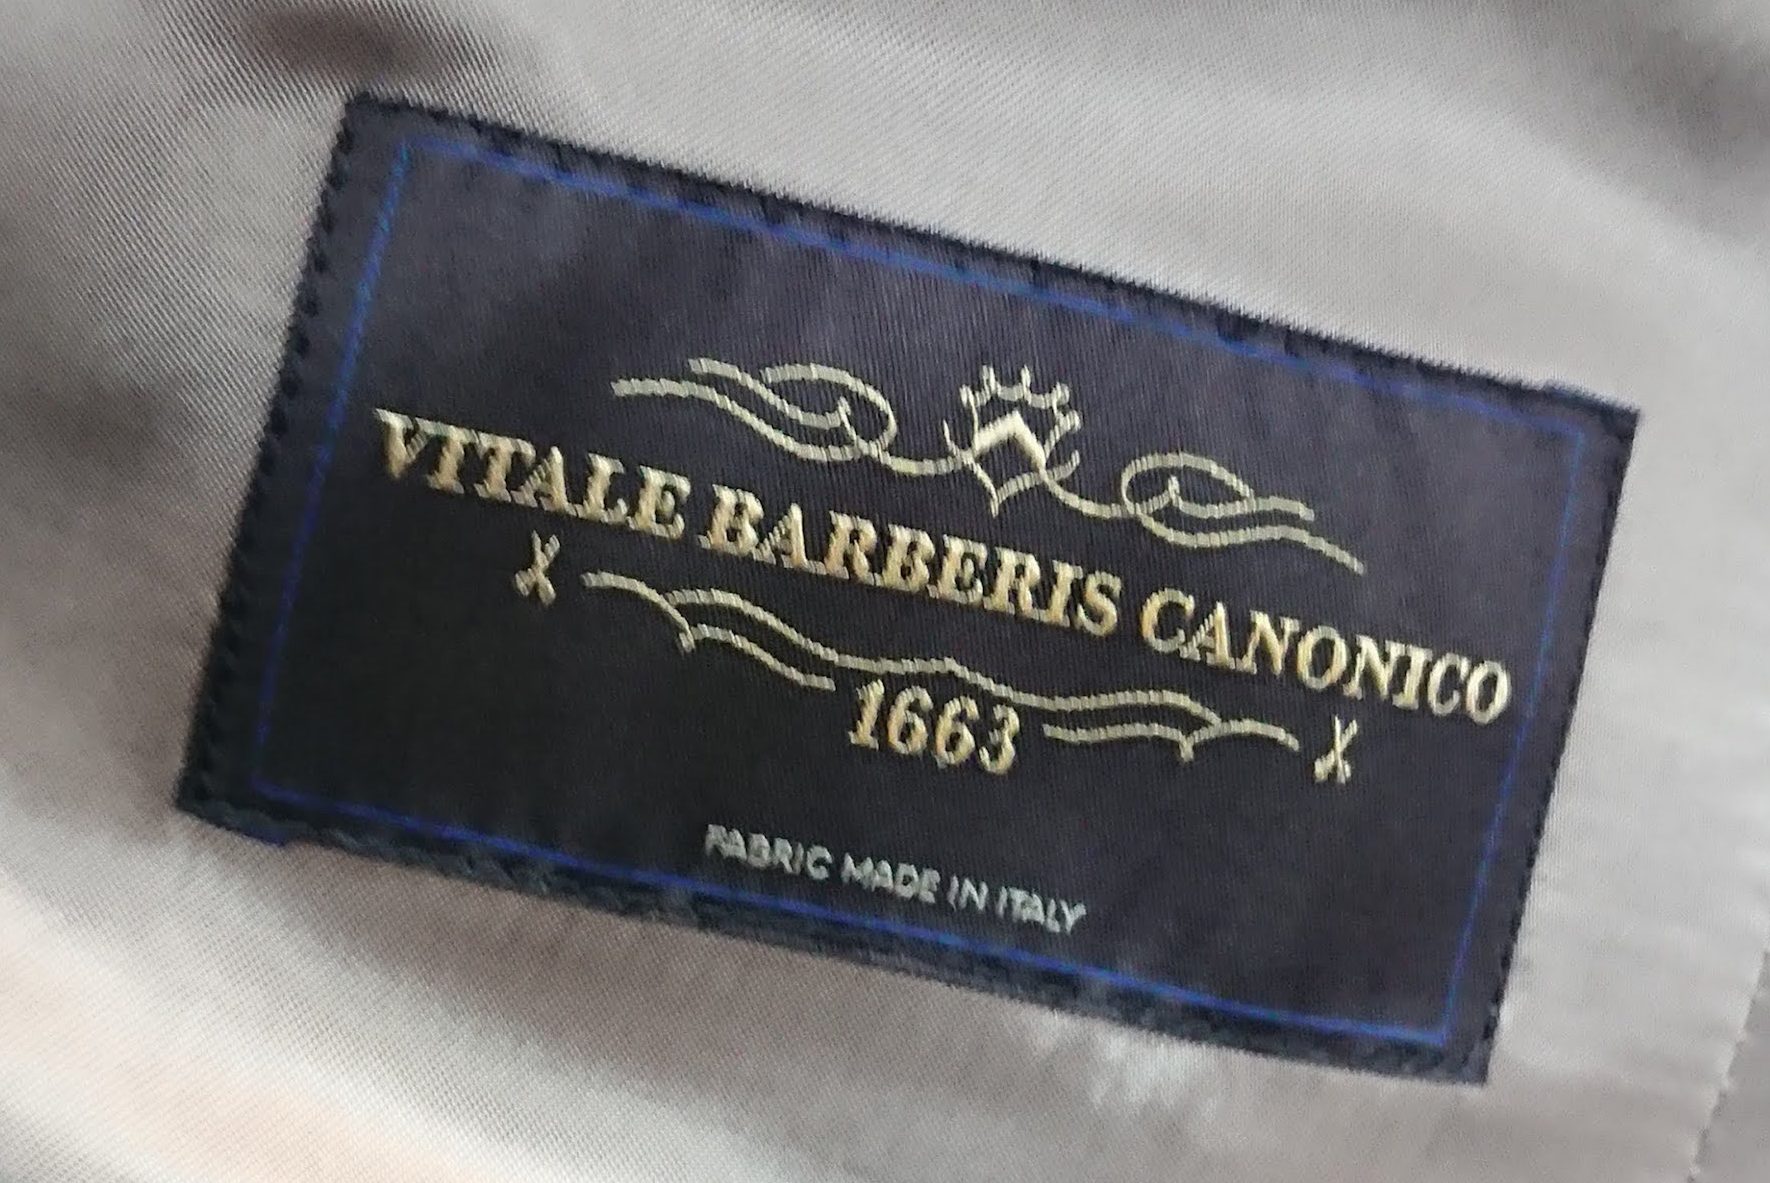 VITALE BARBERIS CANONICO
1663
FABRIC MADE IN ITALY